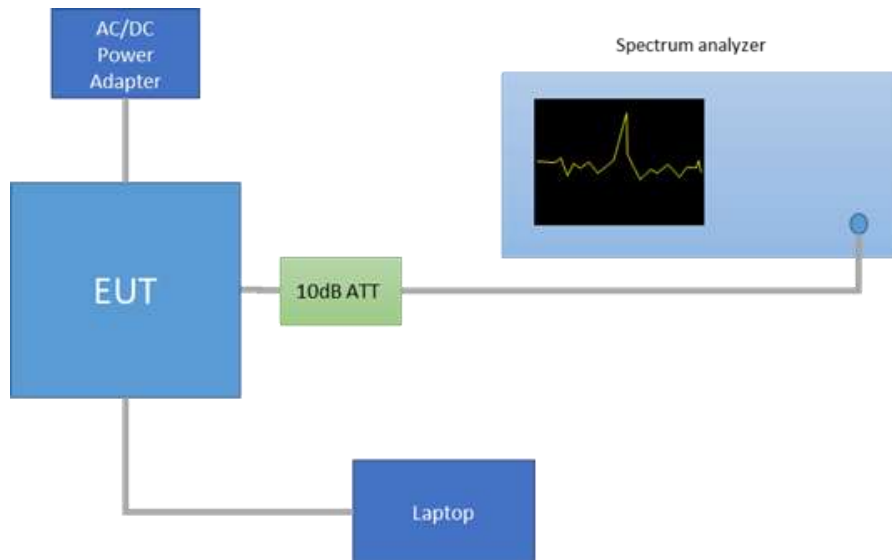 AC/DC
Power
Adapter
Spectrum analyzer
EUT
10dB ATT
Laptop